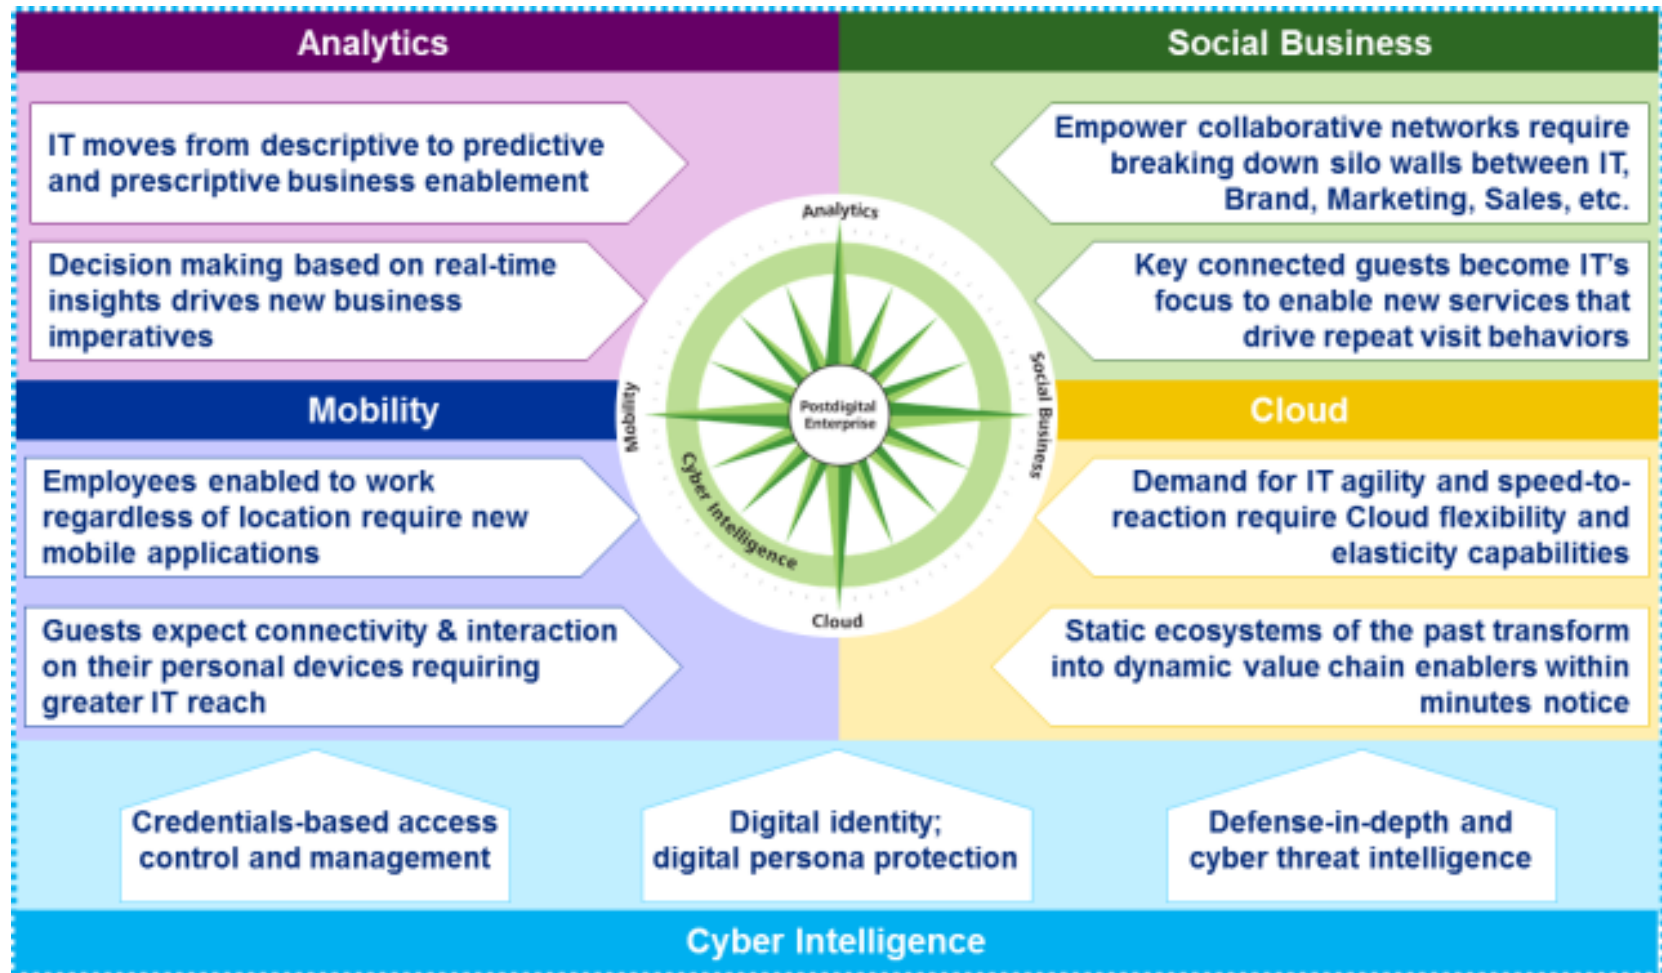 Analytics
Social Business
IT moves from descriptive to predictive
and prescriptive business enablement
Decision making based on real-time
insights drives new business
imperatives
Empower collaborative networks require
breaking down silo walls between IT,
Brand, Marketing, Sales, etc.
Key connected guests become IT's
focus to enable new services that
drive repeat visit behaviors
Analytics
Mobility
Social Business
Cloud
Cyber Intelligence
Postdigital
Enterprise
Mobility
Cloud
Employees enabled to work
regardless of location require new
mobile applications
Guests expect connectivity & interaction
on their personal devices requiring
greater IT reach
Demand for IT agility and speed-to-
reaction require Cloud flexibility and
elasticity capabilities
Static ecosystems of the past transform
into dynamic value chain enablers within
minutes notice
Credentials-based access
control and management
Digital identity;
digital persona protection
Defense-in-depth and
cyber threat intelligence
Cyber Intelligence